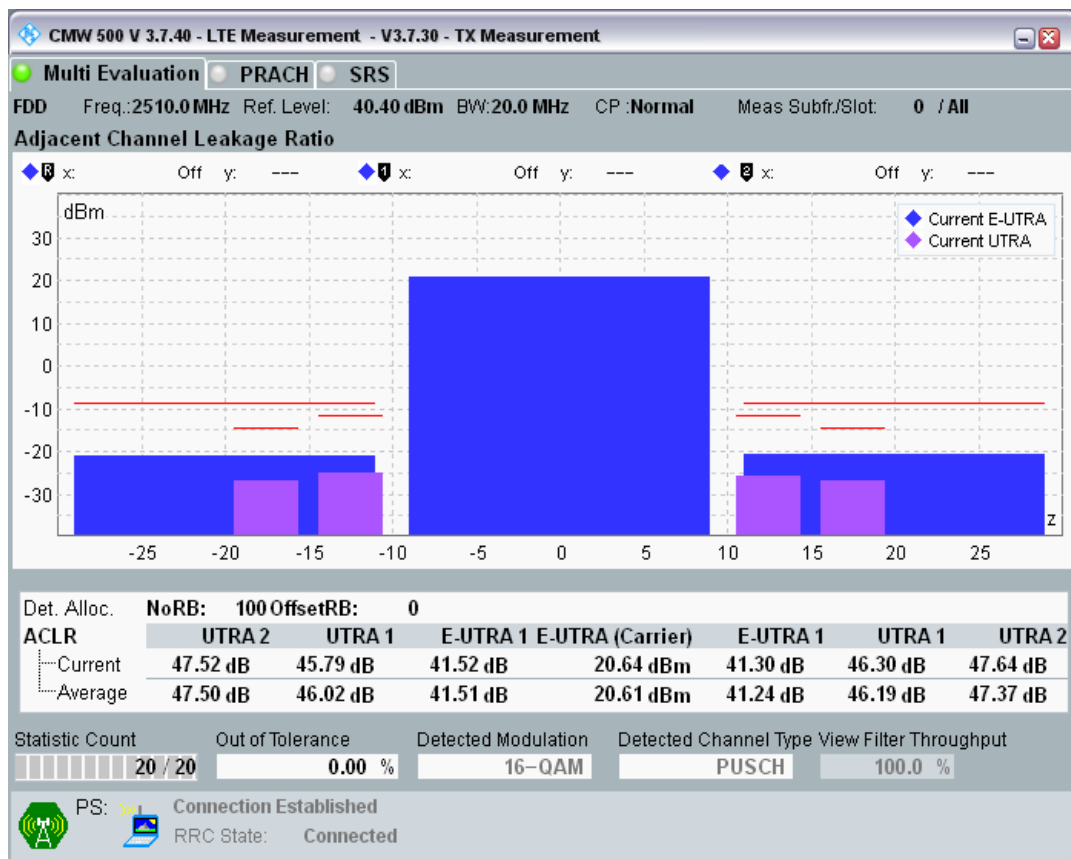 CMW 500 V 3.7.40 - LTE Measurement - V3.7.30 - TX Measurement
Multi Evaluation PRACH SRS
FDD Freq.:2510.0 MHz Ref. Level: 40.40 dBm BW:20.0 MHz CP :Normal Meas Subfr./Slot: 0 / All
Adjacent Channel Leakage Ratio
R x: Off y: --- 1 x: Off y: --- 2 x: Off y: ---
dBm
Current E-UTRA
Current UTRA
30
20
10
0
-10
-20
-30
z
-25 -20 -15 -10 -5 0 5 10 15 20 25
Det. Alloc. NoRB: 100 OffsetRB: 0
ACLR UTRA 2 UTRA 1 E-UTRA 1 E-UTRA (Carrier) E-UTRA 1 UTRA 1 UTRA 2
Current 47.52 dB 45.79 dB 41.52 dB 20.64 dBm 41.30 dB 46.30 dB 47.64 dB
Average 47.50 dB 46.02 dB 41.51 dB 20.61 dBm 41.24 dB 46.19 dB 47.37 dB
Statistic Count Out of Tolerance Detected Modulation Detected Channel Type View Filter Throughput
20 / 20 0.00 % 16-QAM PUSCH 100.0 %
PS: Connection Established
RRC State: Connected